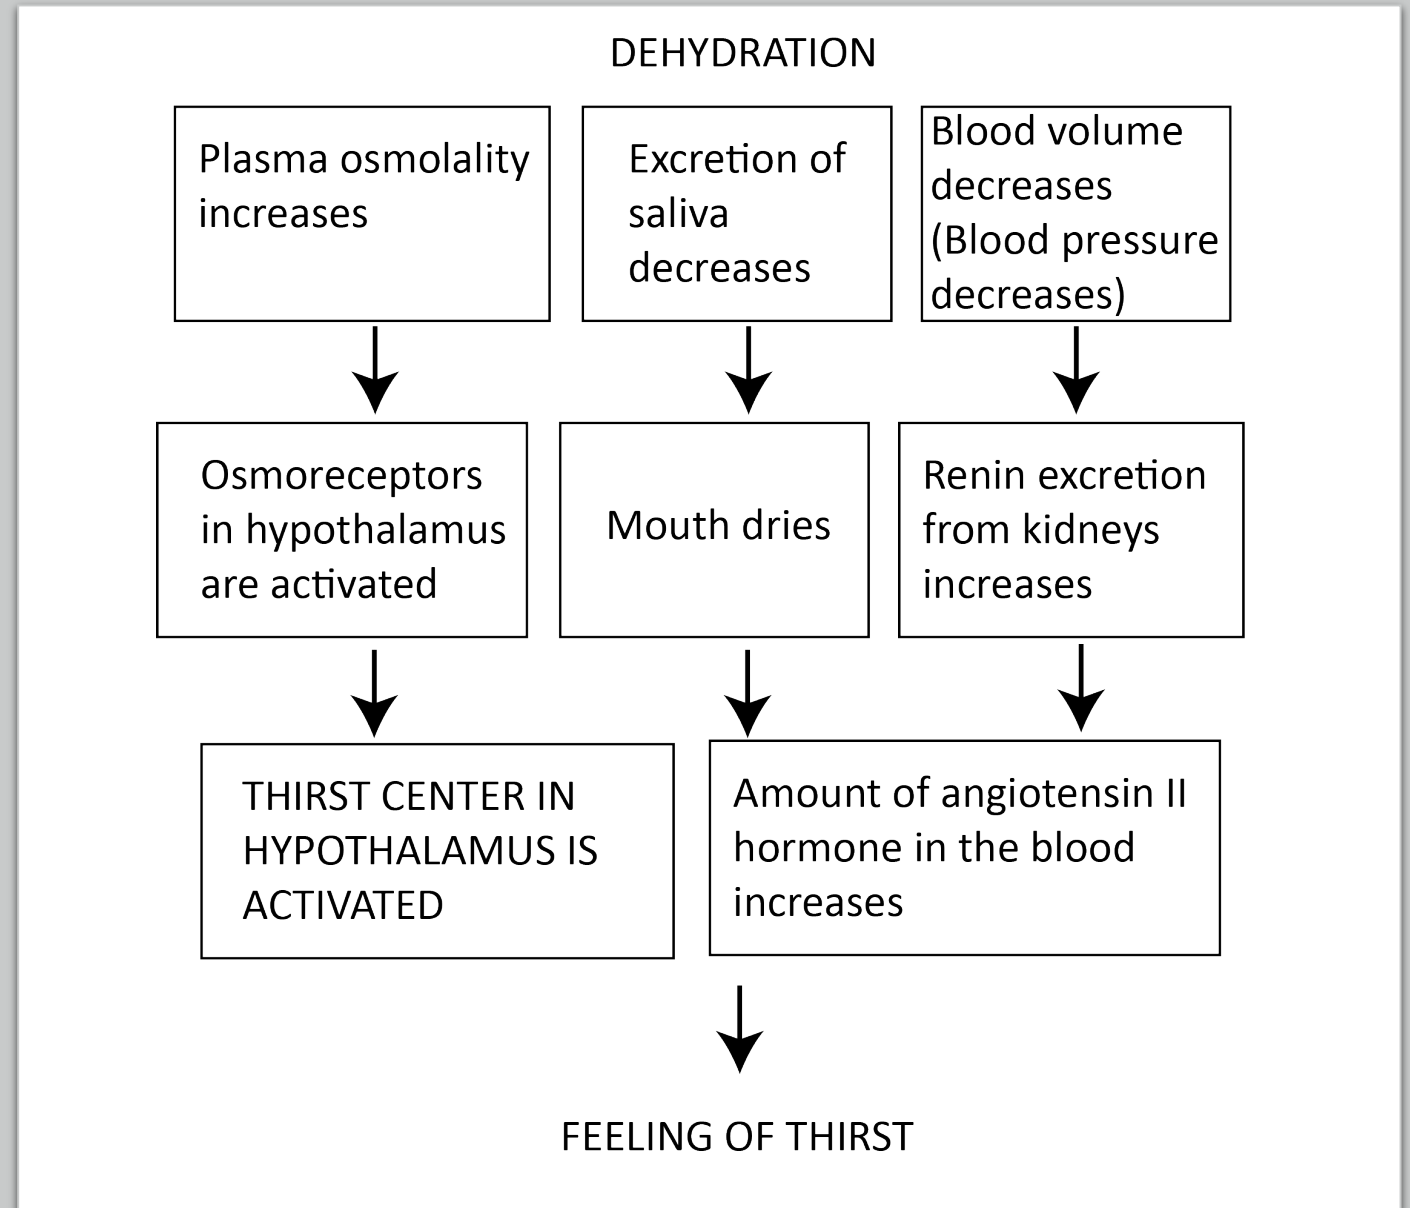 DEHYDRATION
Plasma osmolality
increases
Excretion of
saliva
decreases
Blood volume
decreases
(Blood pressure
decreases)
Osmoreceptors
in hypothalamus
are activated
Mouth dries
Renin excretion
from kidneys
increases
THIRST CENTER IN
HYPOTHALAMUS IS
ACTIVATED
Amount of angiotensin II
hormone in the blood
increases
FEELING OF THIRST